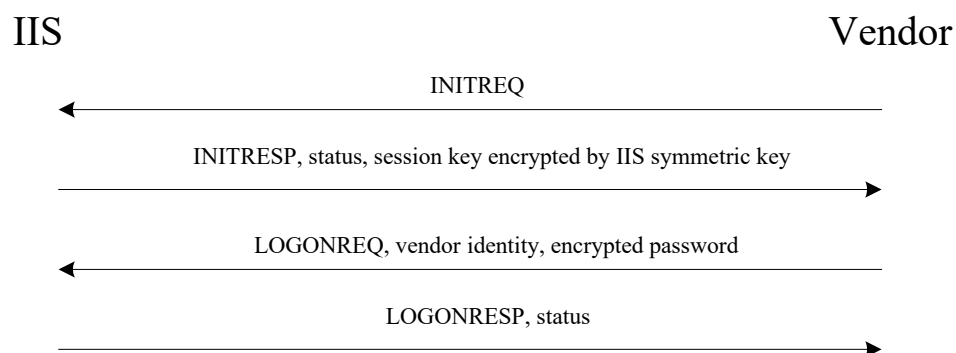 IIS
Vendor
INITREQ
INITRESP, status, session key encrypted by IIS symmetric key
LOGONREQ, vendor identity, encrypted password
LOGONRESP, status